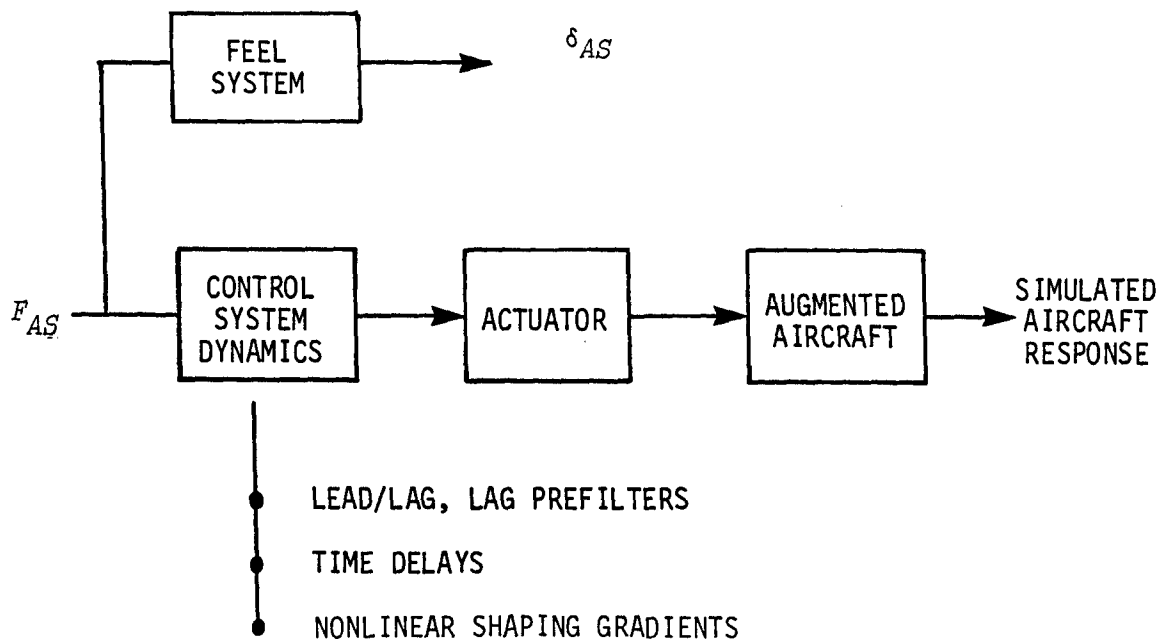 FEEL
SYSTEM
δAS
FAS
CONTROL
SYSTEM
DYNAMICS
ACTUATOR
AUGMENTED
AIRCRAFT
SIMULATED
AIRCRAFT
RESPONSE
LEAD/LAG, LAG PREFILTERS
TIME DELAYS
NONLINEAR SHAPING GRADIENTS